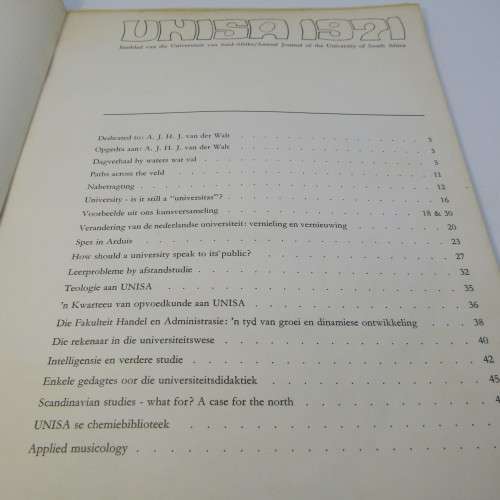 UNISA 1971
Jaarblad van die Universiteit van Suid-Afrika/Annual Journal of the University of South Africa
Dedicated to: A. J. H. J. van der Walt 3
Opgedra aan: A. J. H. J. van der Walt 3
Dagverhaal by waters wat val 5
Paths across the veld 11
Nabetragting 12
University - is it still a "universitas"? 16
Voorbeelde uit ons kunsversameling 18 & 30
Verandering van de nederlandse universiteit: vernieling en vernieuwing 20
Spes in Arduis 23
How should a university speak to its public? 27
Leerprobleme by afstandstudie 32
Teologie aan UNISA 35
'n Kwarteeu van opvoedkunde aan UNISA 36
Die Fakulteit Handel en Administrasie: 'n tyd van groei en dinamiese ontwikkeling 38
Die rekenaar in die universiteitswese 40
Intelligensie en verdere studie 42
Enkele gedagtes oor die universiteitsdidaktiek 45
Scandinavian studies - what for? A case for the north 4
UNISA se chemiebiblioteek
Applied musicology